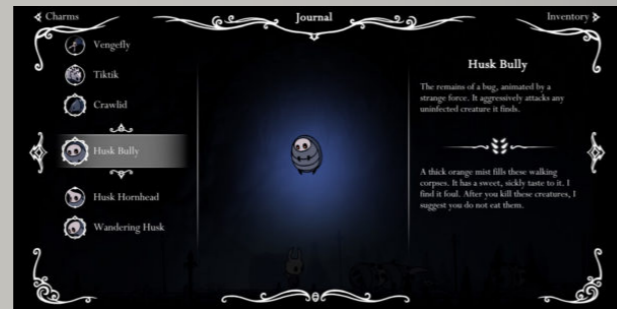 Charms
Journal
Inventory
Vengefly
Tiktik
Crawlid
Husk Bully
Husk Hornhead
Wandering Husk
Husk Bully
The remains of a bug, animated by a
strange force. It aggressively attacks any
uninfected creature it finds.
A thick orange mist fills these walking
corpses. It has a sweet, sickly taste to it. I
find it foul. After you kill these creatures, I
suggest you do not eat them.